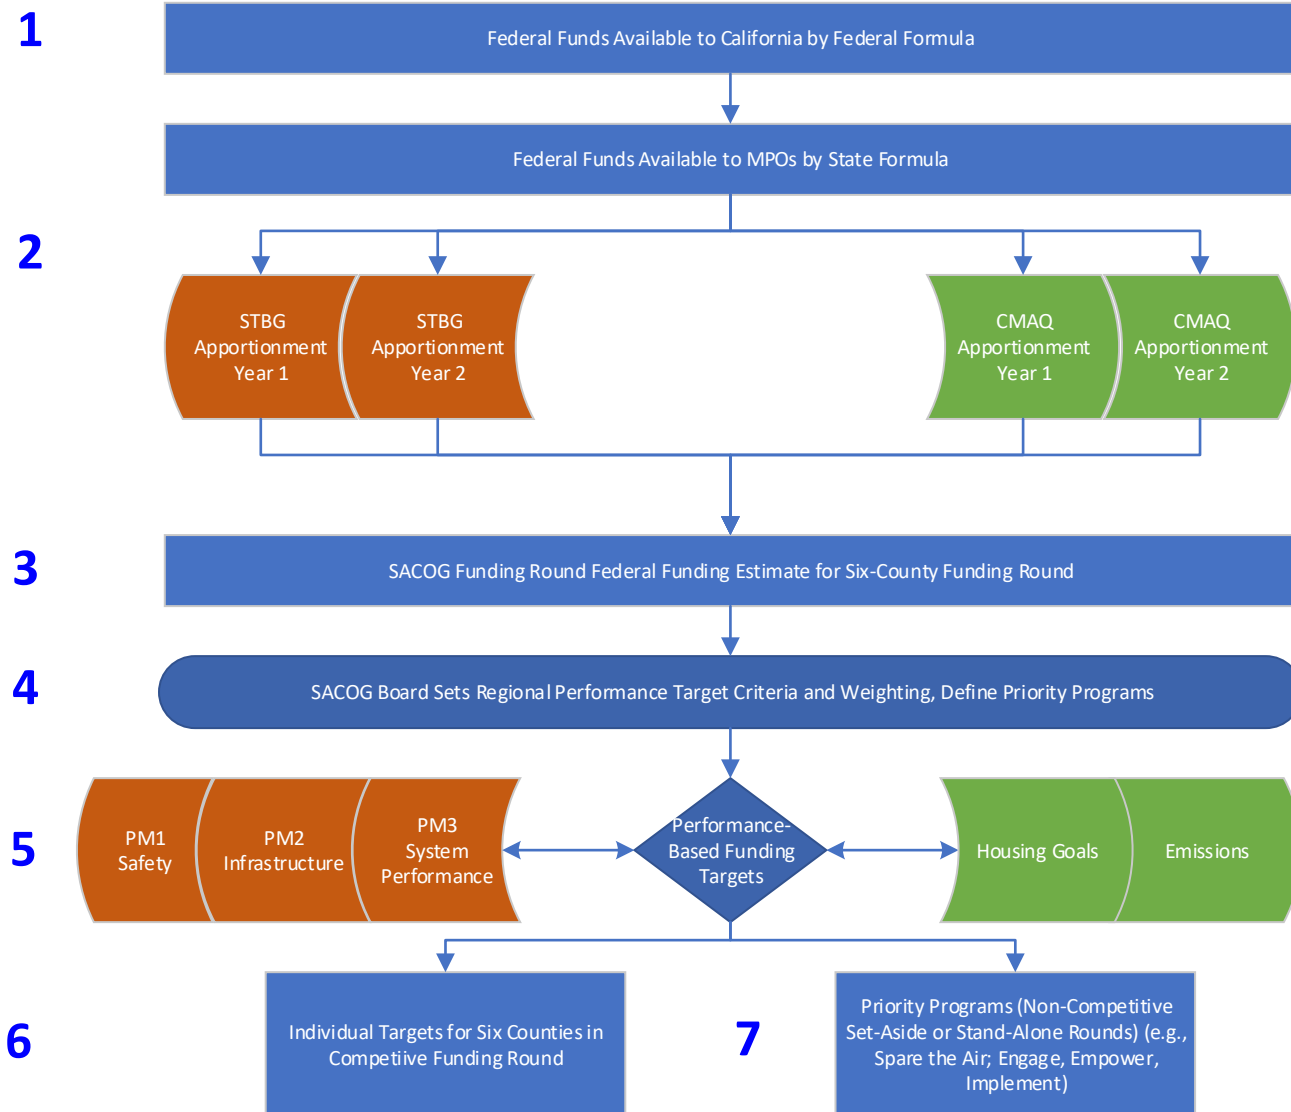 1
Federal Funds Available to California by Federal Formula
Federal Funds Available to MPOs by State Formula
2
STBG
Apportionment
Year 1
STBG
Apportionment
Year 2
CMAQ
Apportionment
Year 1
CMAQ
Apportionment
Year 2
3
SACOG Funding Round Federal Funding Estimate for Six-County Funding Round
4
SACOG Board Sets Regional Performance Target Criteria and Weighting, Define Priority Programs
5
PM1
Safety
PM2
Infrastructure
PM3
System
Performance
Performance-
Based Funding
Targets
Housing Goals
Emissions
6
Individual Targets for Six Counties in
Competiive Funding Round
7
Priority Programs (Non-Competitive
Set-Aside or Stand-Alone Rounds) (e.g.,
Spare the Air; Engage, Empower,
Implement)